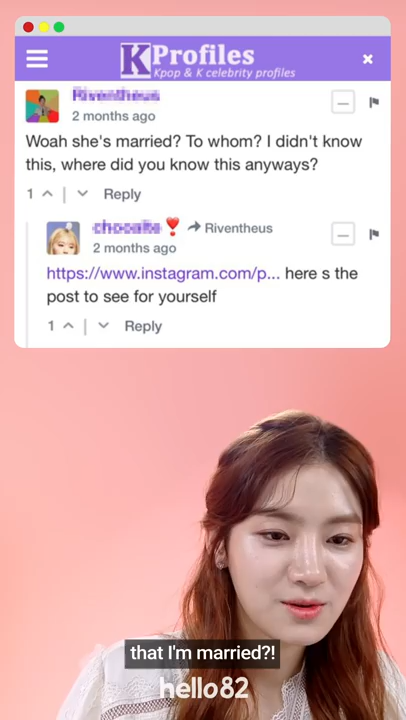 KProfiles
Kpop & K celebrity profiles
2 months ago
Woah she's married? To whom? I didn't know
this, where did you know this anyways?
1 | Reply
Riventheus
2 months ago
https://www.instagram.com/p... here s the
post to see for yourself
1 | Reply
that I'm married?!
hello82